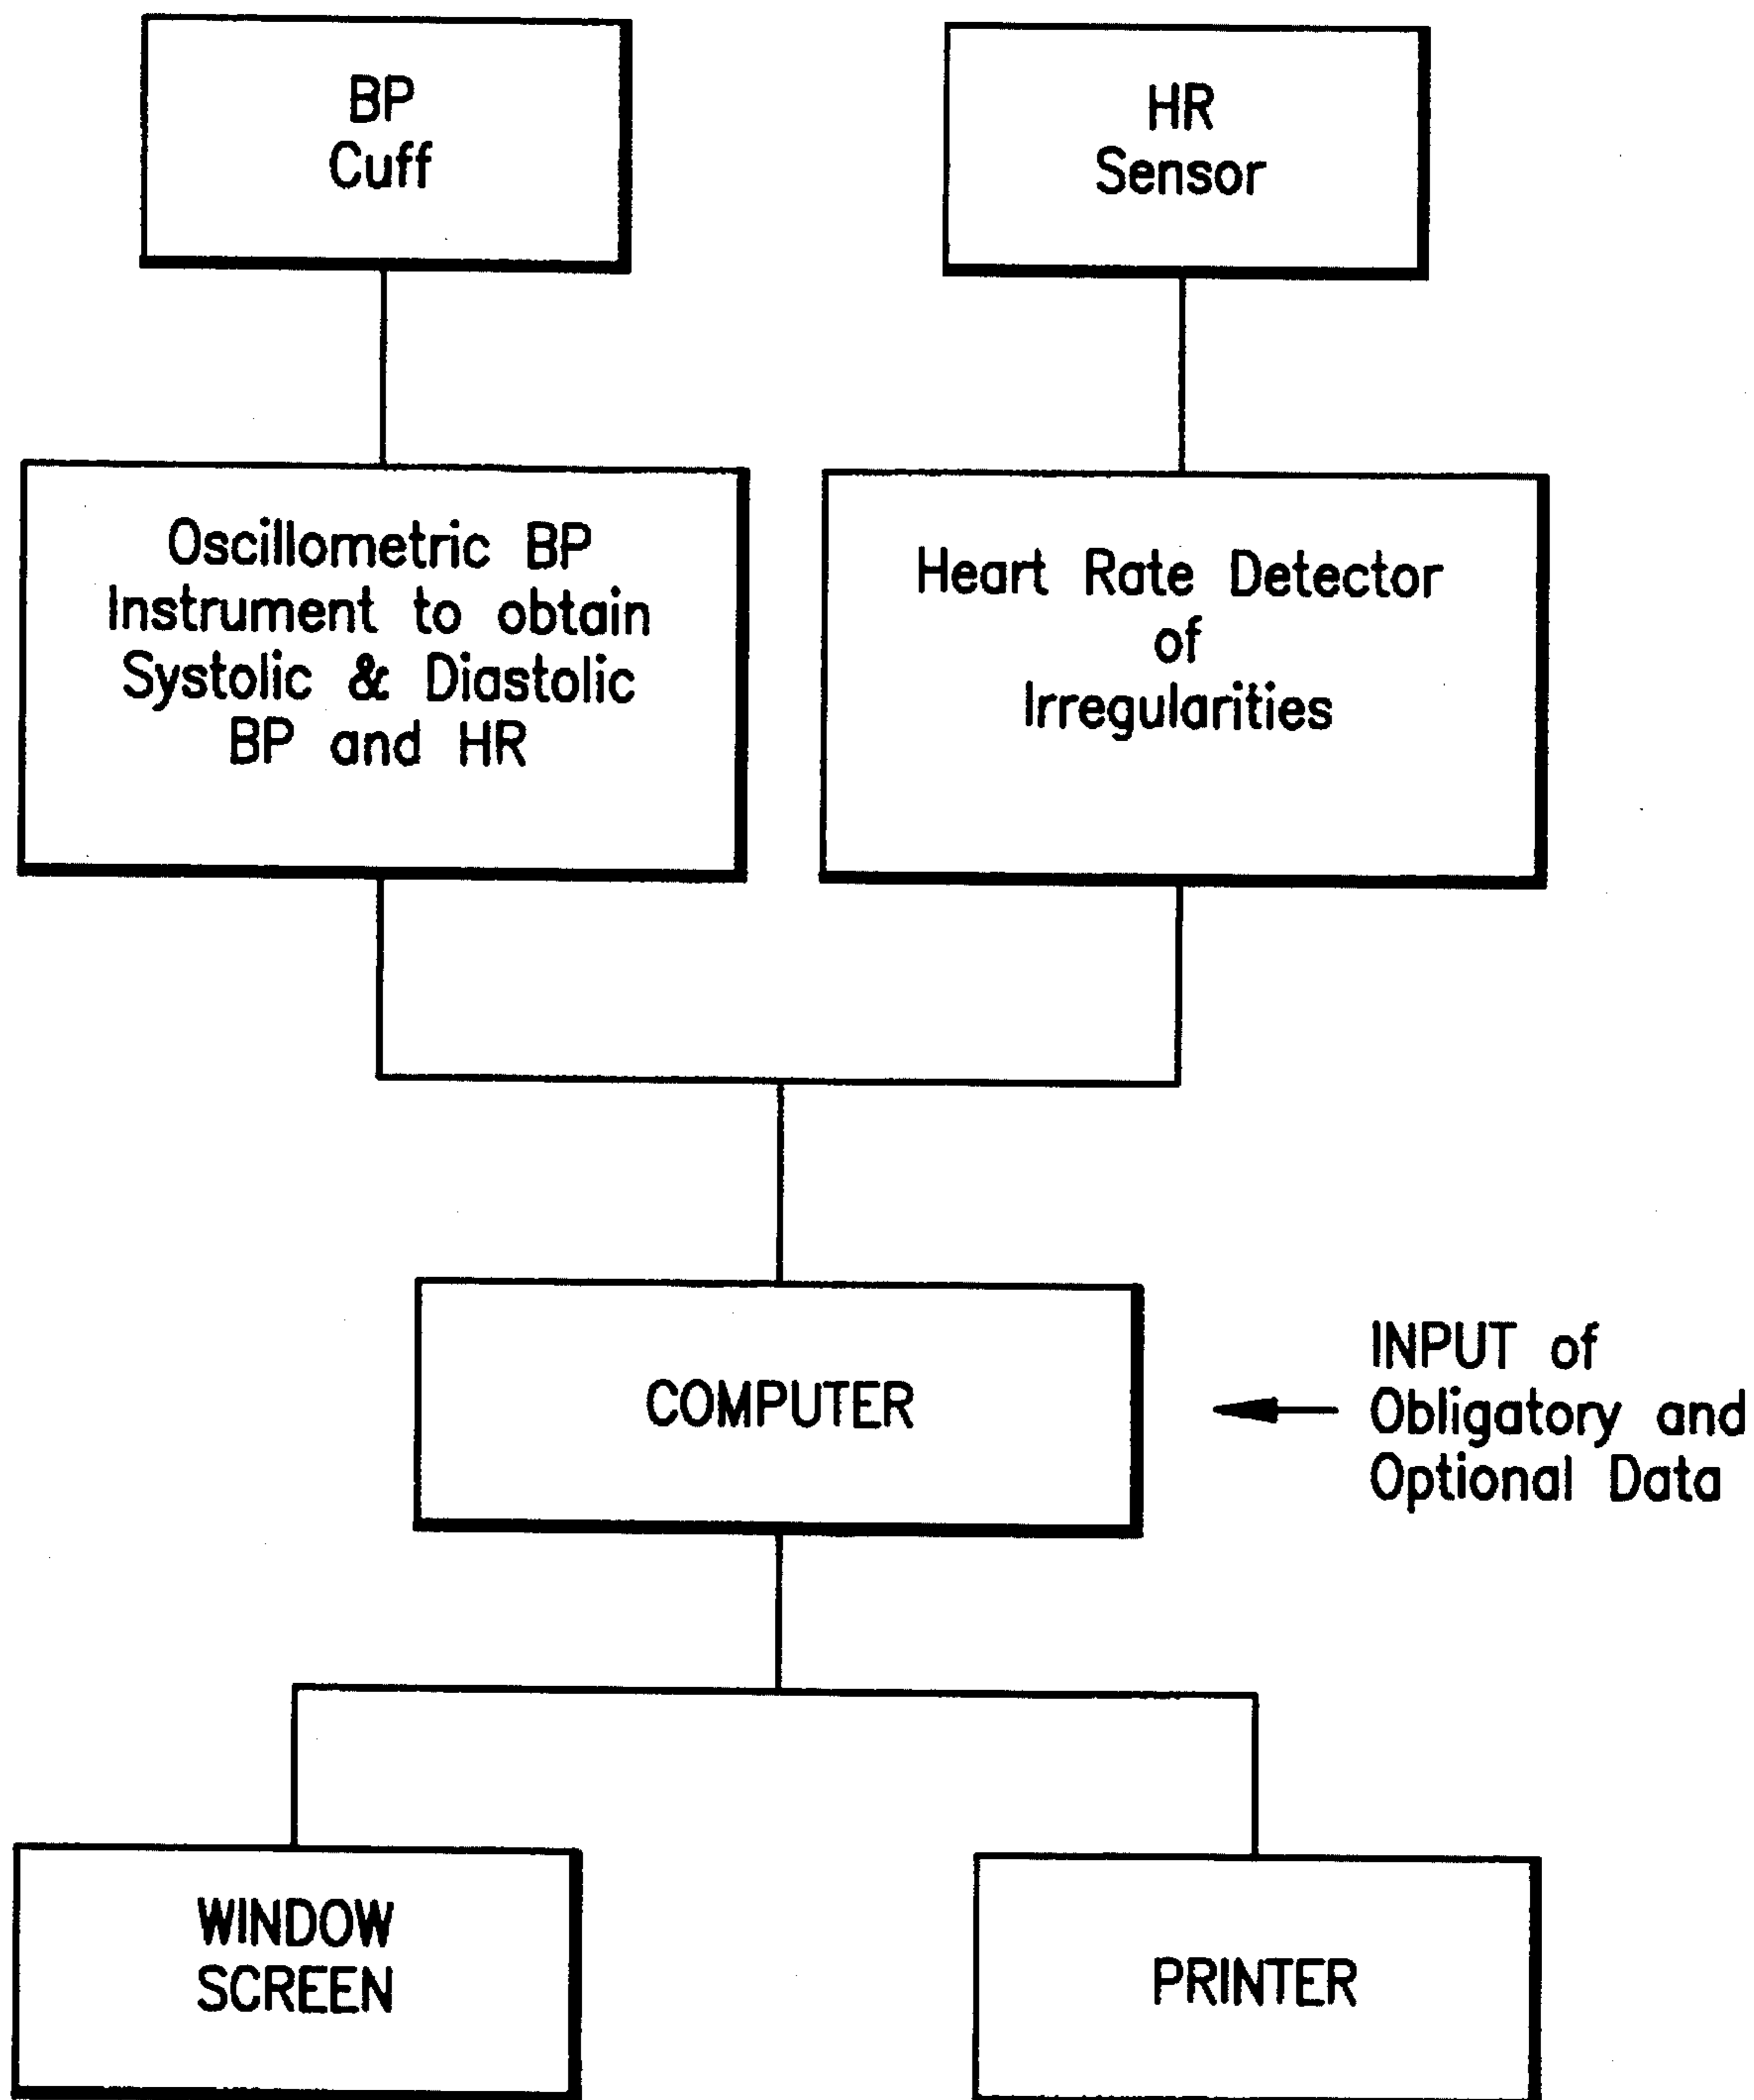 BP
Cuff
HR
Sensor
Oscillometric BP
Instrument to obtain
Systolic & Diastolic
BP and HR
Heart Rate Detector
of
Irregularities
COMPUTER
INPUT of
Obligatory and
Optional Data
WINDOW
SCREEN
PRINTER